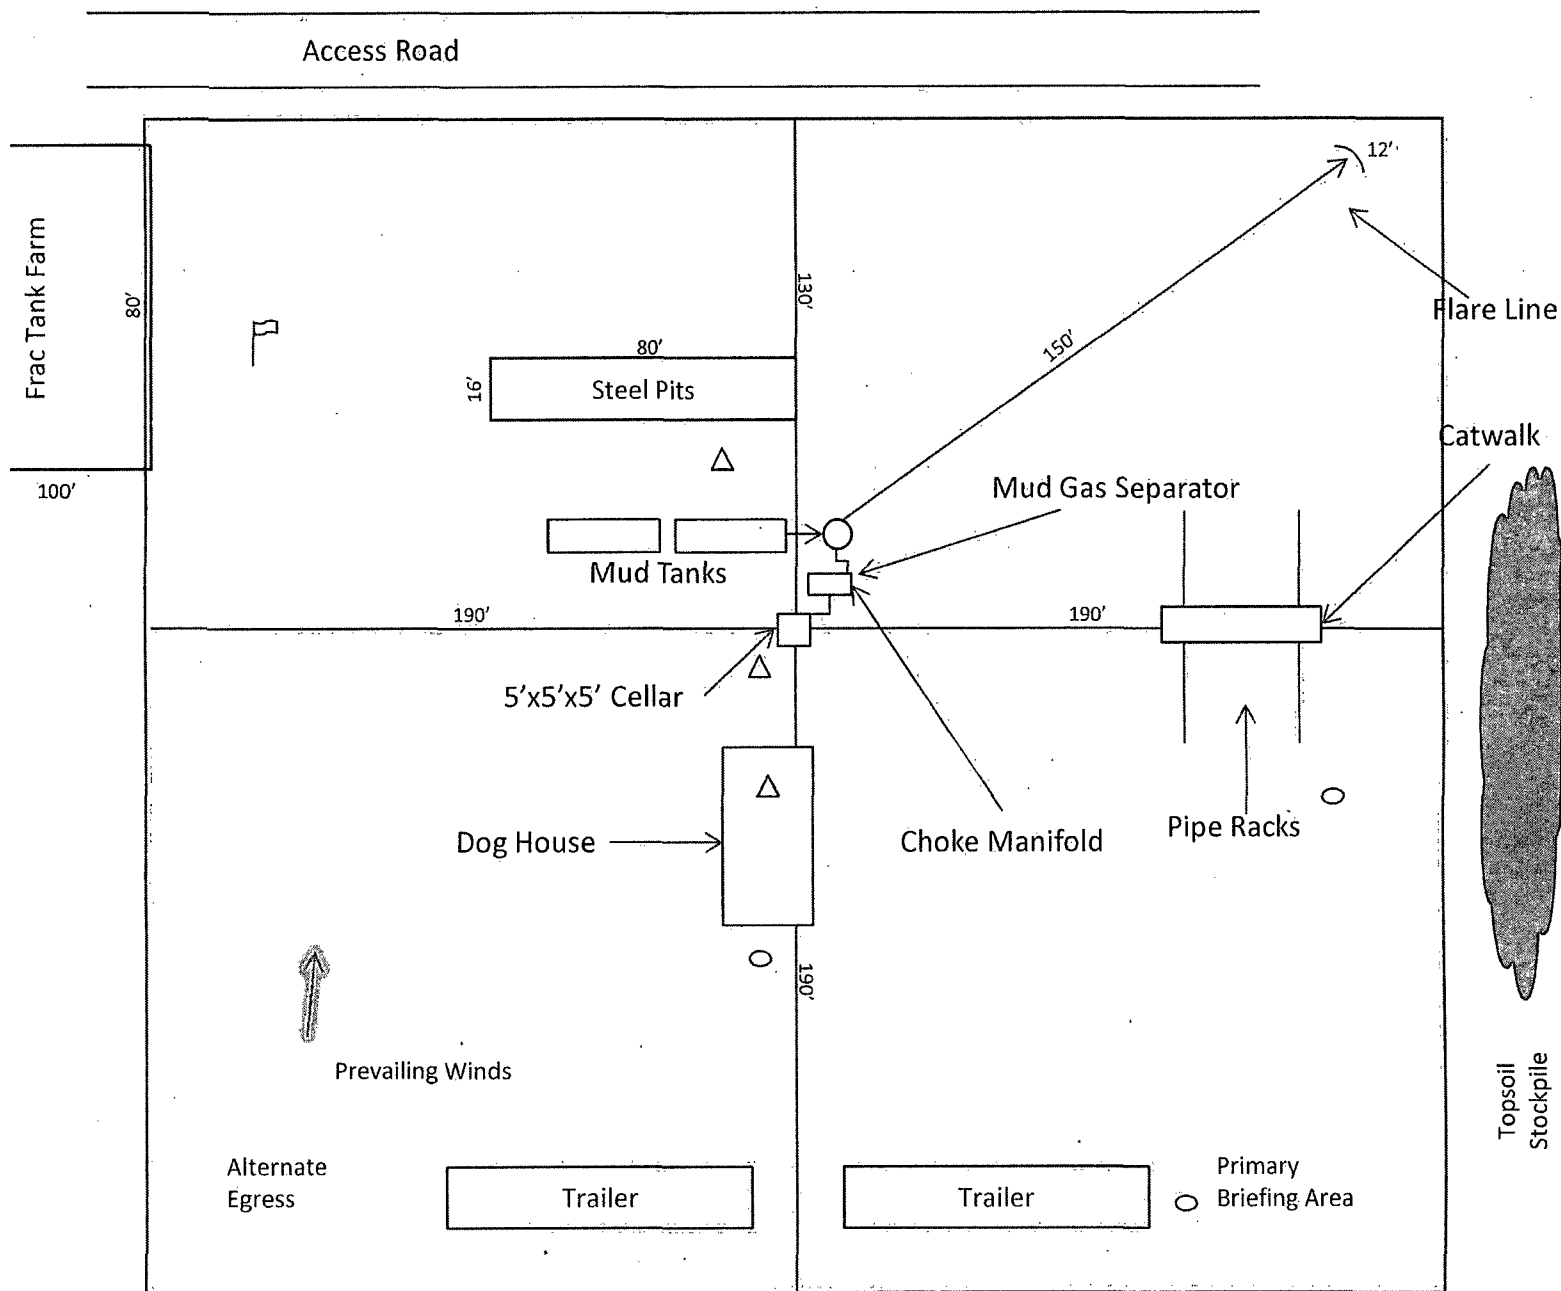 Access Road
12'
Frac Tank Farm
80'
130'
Flare Line
80'
150'
16'
Steel Pits
Catwalk
100'
Mud Gas Separator
Mud Tanks
190'
190'
5'x5'x5' Cellar
Dog House
Choke Manifold
Pipe Racks
190'
Prevailing Winds
Topsoil
Stockpile
Alternate
Egress
Trailer
Trailer
Primary
Briefing Area